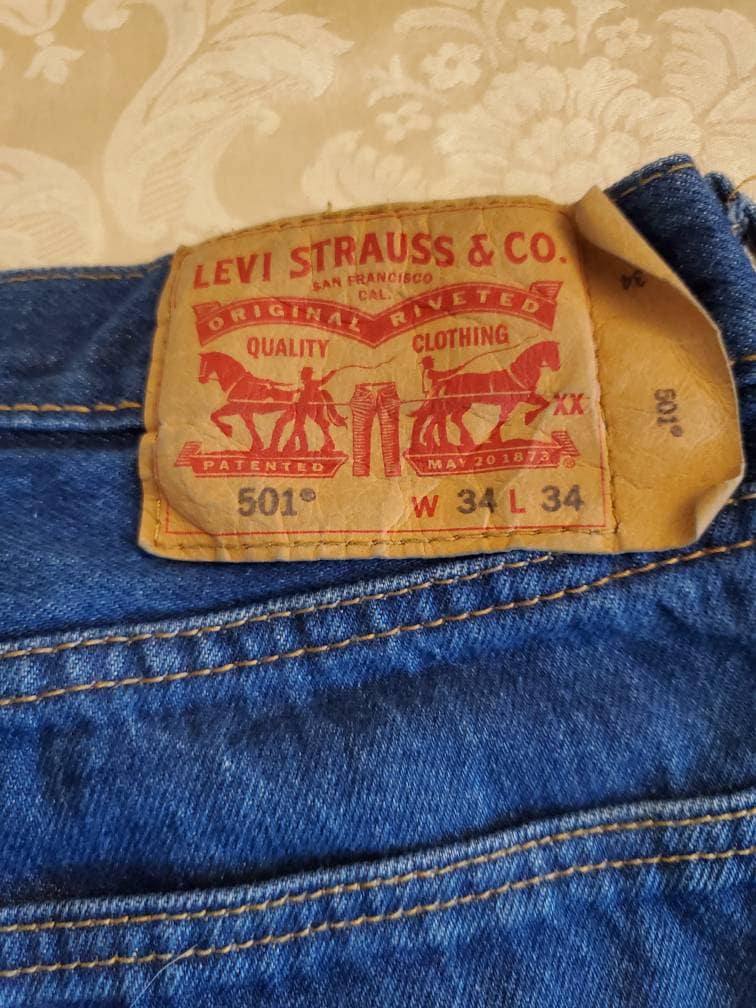 LEVI STRAUSS & CO.
SAN FRANCISCO
CAL.
ORIGINAL RIVETED
QUALITY CLOTHING
XX
PATENTED MAY 20 1873 ®
501® W 34 L 34
34
501®